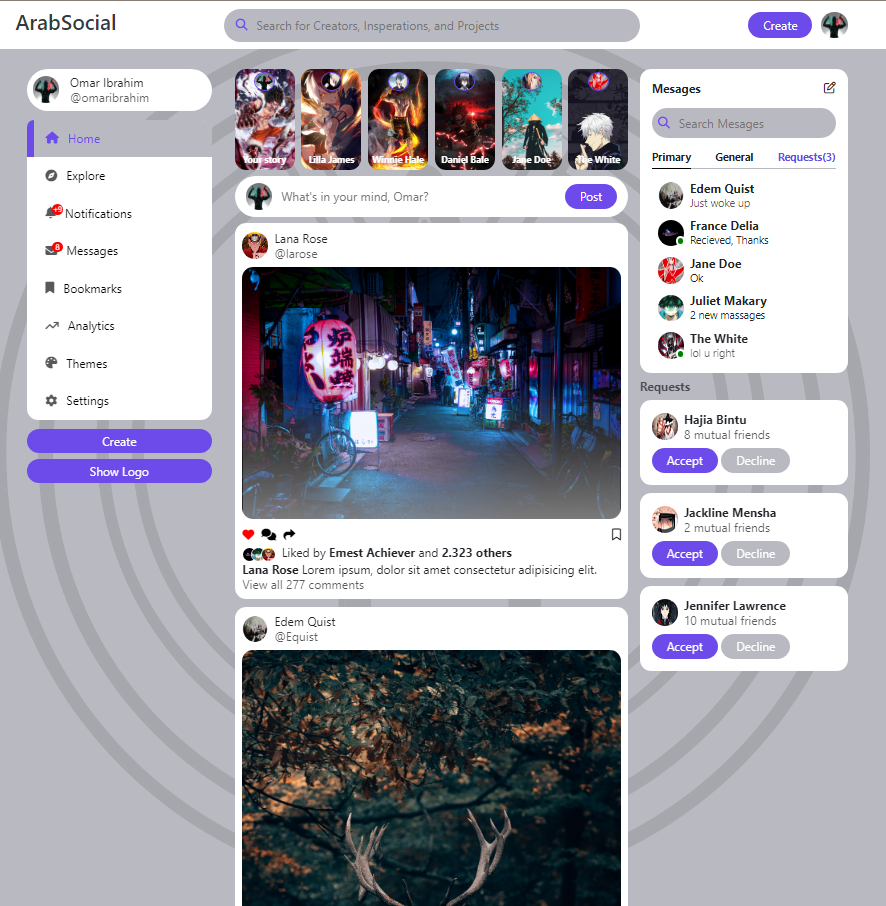 ArabSocial
Search for Creators, Insperations, and Projects
Create
Omar Ibrahim
@omaribrahim
Home
Explore
+9
Notifications
8
Messages
Bookmarks
Analytics
Themes
Settings
Create
Show Logo
Your story
Lilla James
Winnie Hale
Daniel Bale
Jane Doe
The White
What's in your mind, Omar?
Post
Lana Rose
@larose
炉端焼
Liked by Ernest Achiever and 2.323 others
Lana Rose Lorem ipsum, dolor sit amet consectetur adipisicing elit.
View all 277 comments
Edem Quist
@Equist
Mesages
Search Mesages
Primary
General
Requests(3)
Edem Quist
Just woke up
France Delia
Recieved, Thanks
Jane Doe
Ok
Juliet Makary
2 new massages
The White
lol u right
Requests
Hajia Bintu
8 mutual friends
Accept
Decline
Jackline Mensha
2 mutual friends
Accept
Decline
Jennifer Lawrence
10 mutual friends
Accept
Decline